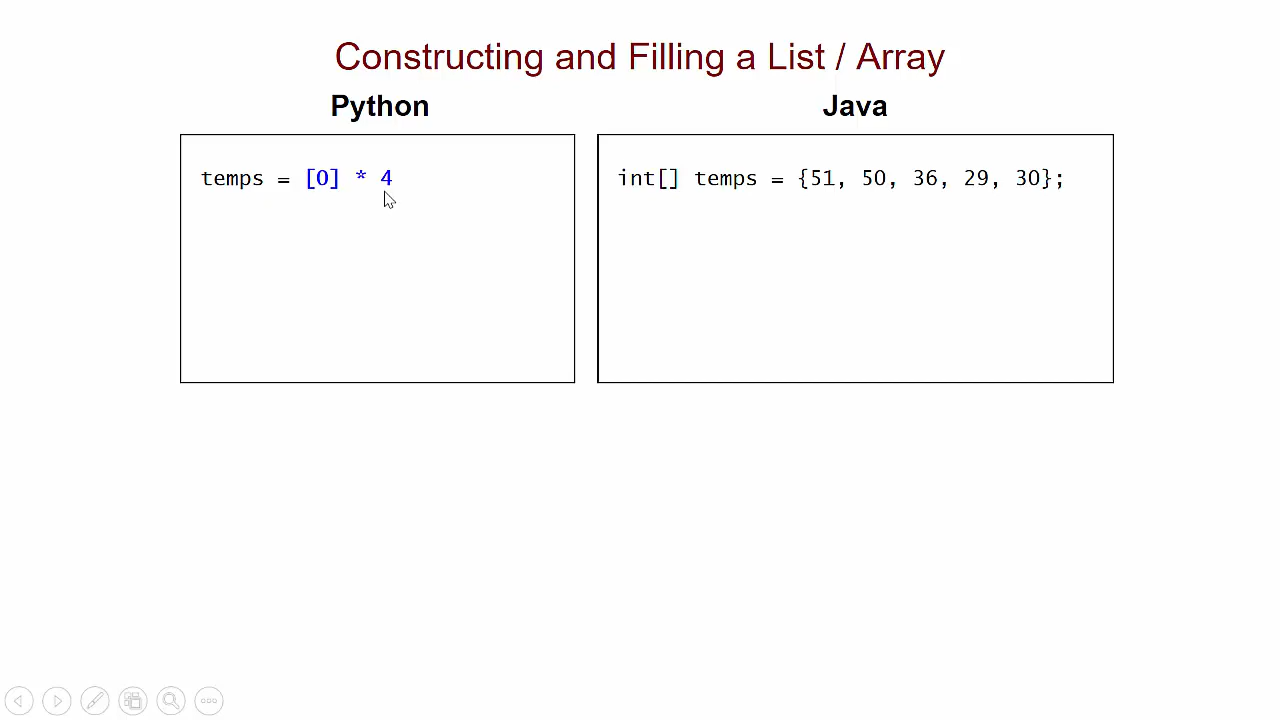 Constructing and Filling a List / Array
Python
Java
temps = [0] * 4
int[] temps = {51, 50, 36, 29, 30};